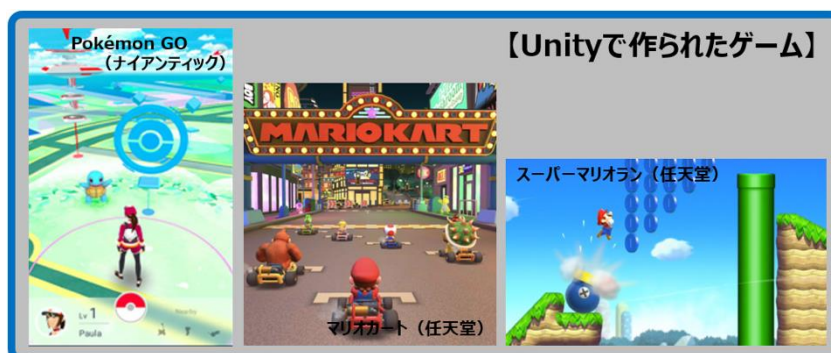 【Unityで作られたゲーム】
Pokémon GO
（ナイアンティック）
Lv 1
Paula
Nearby
MARIOKART
マリオカート（任天堂）
スーパーマリオラン（任天堂）